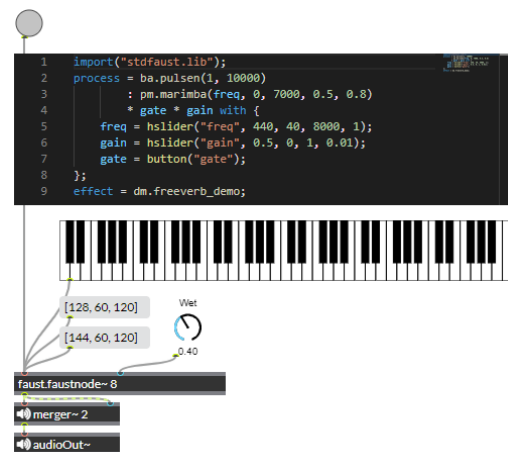 1 import("stdfaust.lib");
2 process = ba.pulsen(1, 10000)
3 : pm.marimba(freq, 0, 7000, 0.5, 0.8)
4 * gate * gain with {
5 freq = hslider("freq", 440, 40, 8000, 1);
6 gain = hslider("gain", 0.5, 0, 1, 0.01);
7 gate = button("gate");
8 };
9 effect = dm.freeverb_demo;
[128, 60, 120]
Wet
[144, 60, 120]
0.40
faust.faustnode~ 8
merger~ 2
audioOut~